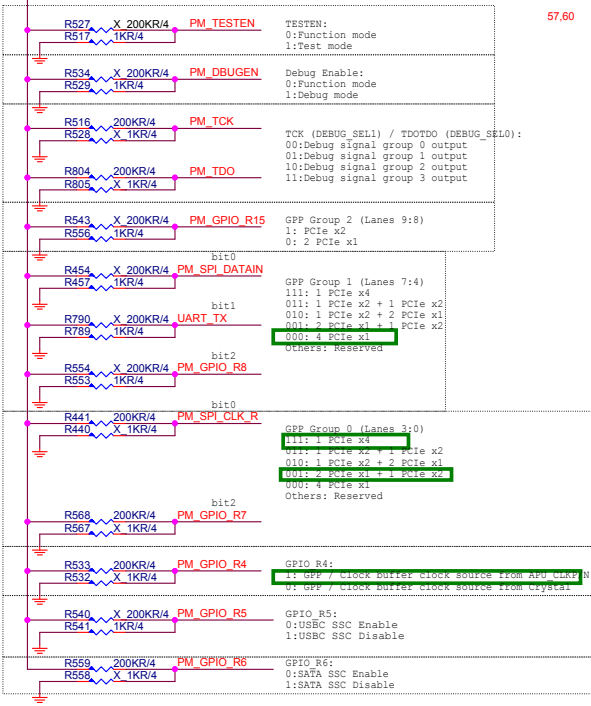 57,60
R527 X_200KR/4 PM_TESTEN
R517 1KR/4
TESTEN:
0:Function mode
1:Test mode
R534 X_200KR/4 PM_DBUGEN
R529 1KR/4
Debug Enable:
0:Function mode
1:Debug mode
R516 200KR/4 PM_TCK
R528 X_1KR/4
TCK (DEBUG_SEL1) / TDOTDO (DEBUG_SEL0):
00:Debug signal group 0 output
01:Debug signal group 1 output
10:Debug signal group 2 output
11:Debug signal group 3 output
R804 200KR/4 PM_TDO
R805 X_1KR/4
R543 X_200KR/4 PM_GPIO_R15
R556 1KR/4
GPP Group 2 (Lanes 9:8)
1: PCIe x2
0: 2 PCIe x1
bit0
R454 X_200KR/4 PM_SPI_DATAIN
R457 1KR/4
GPP Group 1 (Lanes 7:4)
111: 1 PCIe x4
011: 1 PCIe x2 + 1 PCIe x2
010: 1 PCIe x2 + 2 PCIe x1
001: 2 PCIe x1 + 1 PCIe x2
000: 4 PCIe x1
Others: Reserved
bit1
R790 X_200KR/4 UART_TX
R789 1KR/4
bit2
R554 X_200KR/4 PM_GPIO_R8
R553 1KR/4
bit0
R441 200KR/4 PM_SPI_CLK_R
R440 X_1KR/4
GPP Group 0 (Lanes 3:0)
111: 1 PCIe x4
011: 1 PCIe x2 + 1 PCIe x2
010: 1 PCIe x2 + 2 PCIe x1
001: 2 PCIe x1 + 1 PCIe x2
000: 4 PCIe x1
Others: Reserved
bit2
R568 200KR/4 PM_GPIO_R7
R567 X_1KR/4
R533 200KR/4 PM_GPIO_R4
R532 X_1KR/4
GPIO_R4:
1: GPP / Clock buffer clock source from APU_CLKP/N
0: GPP / Clock buffer clock source from Crystal
R540 X_200KR/4 PM_GPIO_R5
R541 1KR/4
GPIO_R5:
0:USBC SSC Enable
1:USBC SSC Disable
R559 200KR/4 PM_GPIO_R6
R558 X_1KR/4
GPIO_R6:
0:SATA SSC Enable
1:SATA SSC Disable